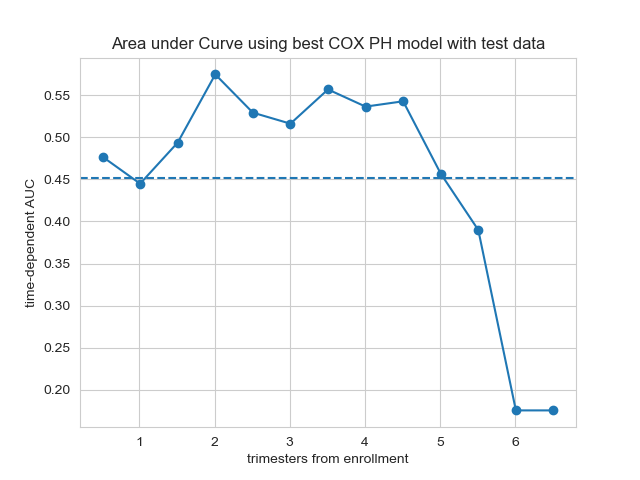 Area under Curve using best COX PH model with test data
time-dependent AUC
0.55
0.50
0.45
0.40
0.35
0.30
0.25
0.20
1 2 3 4 5 6
trimesters from enrollment